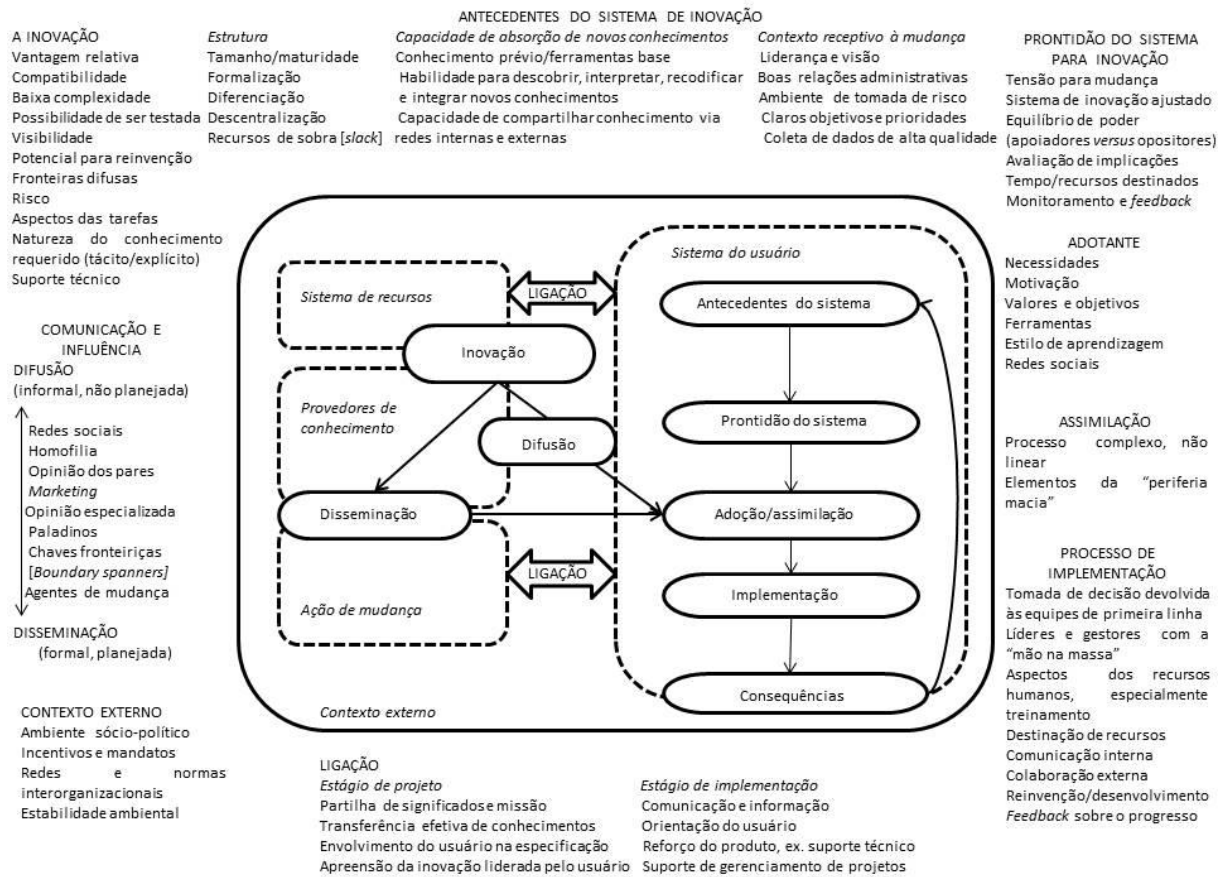 ANTECEDENTES DO SISTEMA DE INOVAÇÃO
A INOVAÇÃO
Vantagem relativa
Compatibilidade
Baixa complexidade
Possibilidade de ser testada
Visibilidade
Potencial para reinvenção
Fronteiras difusas
Risco
Aspectos das tarefas
Natureza do conhecimento
requerido (tácito/explícito)
Suporte técnico
Estrutura
Tamanho/maturidade
Formalização
Diferenciação
Descentralização
Recursos de sobra [slack]
Capacidade de absorção de novos conhecimentos
Conhecimento prévio/ferramentas base
Habilidade para descobrir, interpretar, recodificar
e integrar novos conhecimentos
Capacidade de compartilhar conhecimento via
redes internas e externas
Contexto receptivo à mudança
Liderança e visão
Boas relações administrativas
Ambiente de tomada de risco
Claros objetivos e prioridades
Coleta de dados de alta qualidade
PRONTIDÃO DO SISTEMA
PARA INOVAÇÃO
Tensão para mudança
Sistema de inovação ajustado
Equilíbrio de poder
(apoiadores versus opositores)
Avaliação de implicações
Tempo/recursos destinados
Monitoramento e feedback
COMUNICAÇÃO E
INFLUÊNCIA
DIFUSÃO
(informal, não planejada)
Redes sociais
Homofilia
Opinião dos pares
Marketing
Opinião especializada
Paladinos
Chaves fronteiriças
[Boundary spanners]
Agentes de mudança
DISSEMINAÇÃO
(formal, planejada)
Sistema de recursos
LIGAÇÃO
Inovação
Provedores de
conhecimento
Difusão
Disseminação
LIGAÇÃO
Ação de mudança
Contexto externo
Sistema do usuário
Antecedentes do sistema
Prontidão do sistema
Adoção/assimilação
Implementação
Consequências
ADOTANTE
Necessidades
Motivação
Valores e objetivos
Ferramentas
Estilo de aprendizagem
Redes sociais
ASSIMILAÇÃO
Processo complexo, não
linear
Elementos da “periferia
macia”
PROCESSO DE
IMPLEMENTAÇÃO
Tomada de decisão devolvida
às equipes de primeira linha
Líderes e gestores com a
“mão na massa”
Aspectos dos recursos
humanos, especialmente
treinamento
Destinação de recursos
Comunicação interna
Colaboração externa
Reinvenção/desenvolvimento
Feedback sobre o progresso
CONTEXTO EXTERNO
Ambiente sócio-político
Incentivos e mandatos
Redes e normas
interorganizacionais
Estabilidade ambiental
LIGAÇÃO
Estágio de projeto
Partilha de significados e missão
Transferência efetiva de conhecimentos
Envolvimento do usuário na especificação
Apreensão da inovação liderada pelo usuário
Estágio de implementação
Comunicação e informação
Orientação do usuário
Reforço do produto, ex. suporte técnico
Suporte de gerenciamento de projetos